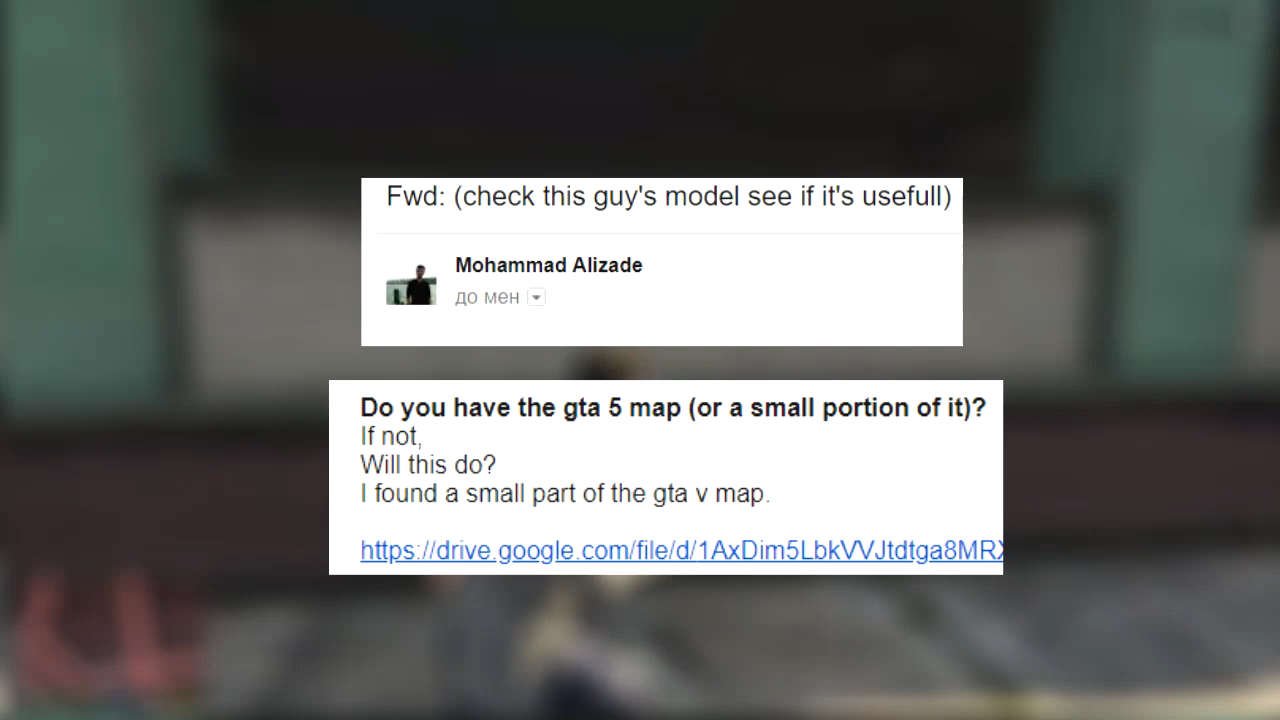 Fwd: (check this guy's model see if it's usefull)
Mohammad Alizade
до мен
Do you have the gta 5 map (or a small portion of it)?
If not,
Will this do?
I found a small part of the gta v map.
https://drive.google.com/file/d/1AxDim5LbkVVJtdtga8MRX